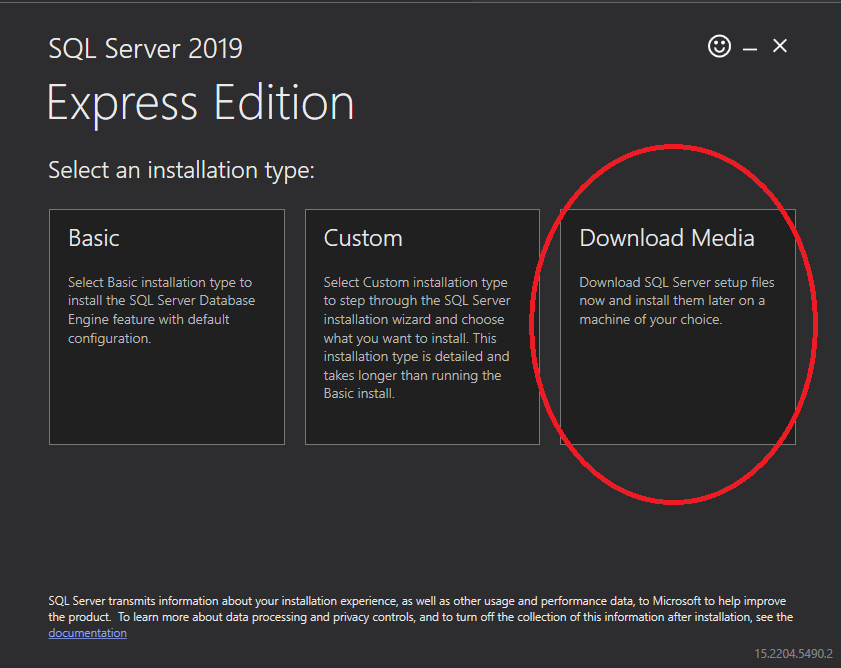 SQL Server 2019
Express Edition
Select an installation type:
Basic
Select Basic installation type to
install the SQL Server Database
Engine feature with default
configuration.
Custom
Select Custom installation type
to step through the SQL Server
installation wizard and choose
what you want to install. This
installation type is detailed and
takes longer than running the
Basic install.
Download Media
Download SQL Server setup files
now and install them later on a
machine of your choice.
SQL Server transmits information about your installation experience, as well as other usage and performance data, to Microsoft to help improve
the product.  To learn more about data processing and privacy controls, and to turn off the collection of this information after installation, see the
documentation
15.2204.5490.2